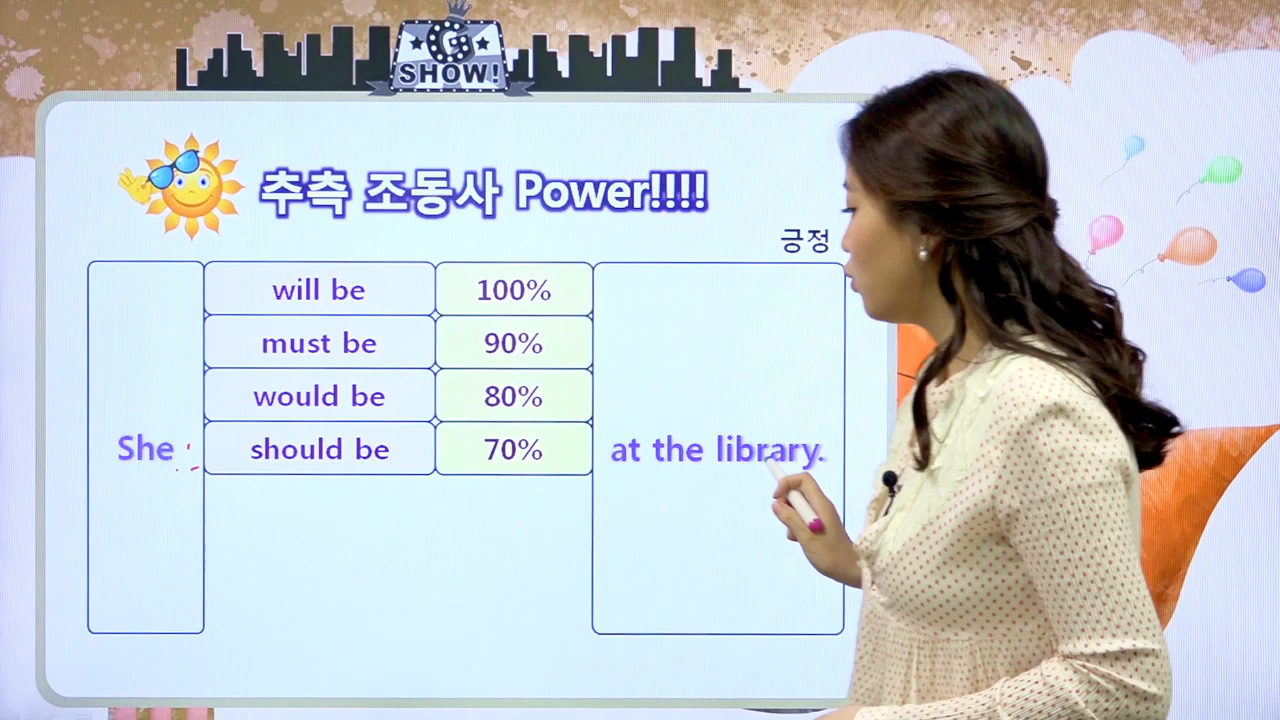 G
SHOW!
추측 조동사 Power!!!!
긍정
will be 100%
must be 90%
would be 80%
She should be 70% at the library.